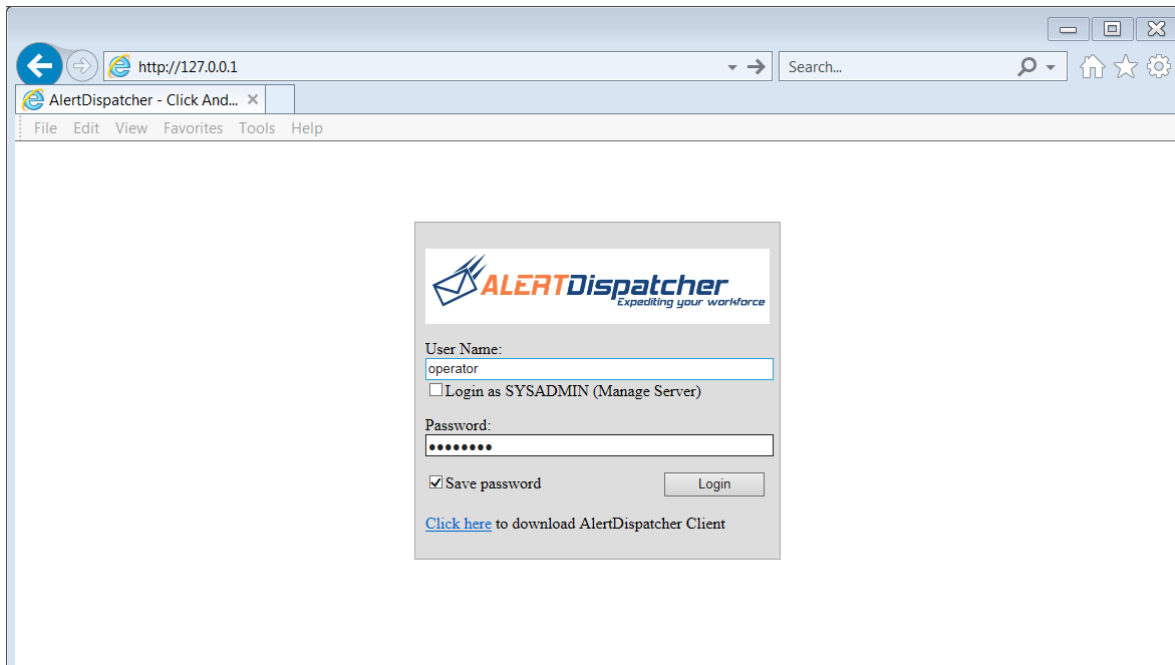 http://127.0.0.1
Search...
AlertDispatcher - Click And...
File Edit View Favorites Tools Help
ALERTDispatcher
Expediting your workforce
User Name:
operator
Login as SYSADMIN (Manage Server)
Password:
••••••••
Save password
Login
Click here to download AlertDispatcher Client